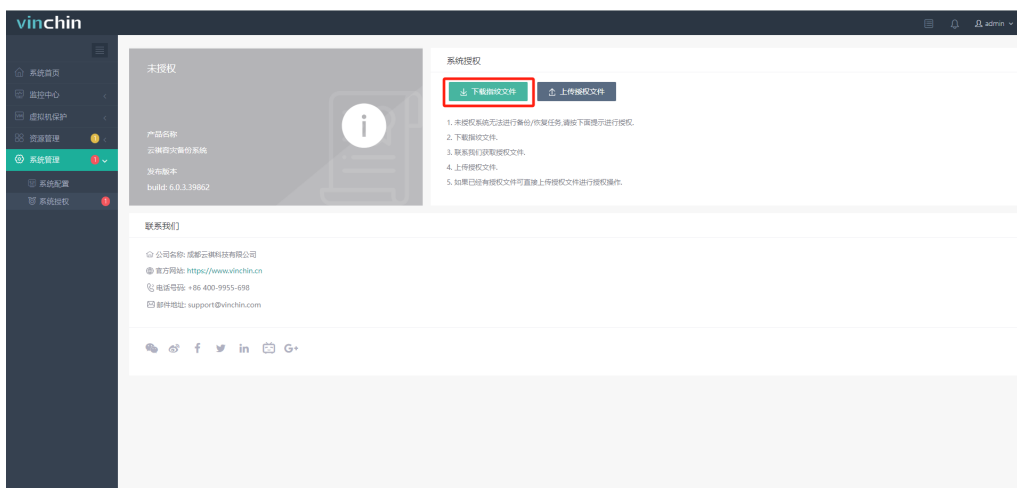 vinchin
admin
系统首页
监控中心
虚拟机保护
资源管理
系统管理 1
系统配置
系统授权 1
未授权
产品名称
云祺容灾备份系统
发布版本
build: 6.0.3.39862
系统授权
下载指纹文件
上传授权文件
1. 未授权系统无法进行备份/恢复任务,请按下面提示进行授权.
2. 下载指纹文件.
3. 联系我们获取授权文件.
4. 上传授权文件.
5. 如果已经有授权文件可直接上传授权文件进行授权操作.
联系我们
公司名称: 成都云祺科技有限公司
官方网站: https://www.vinchin.cn
电话号码: +86 400-9955-698
邮件地址: support@vinchin.com